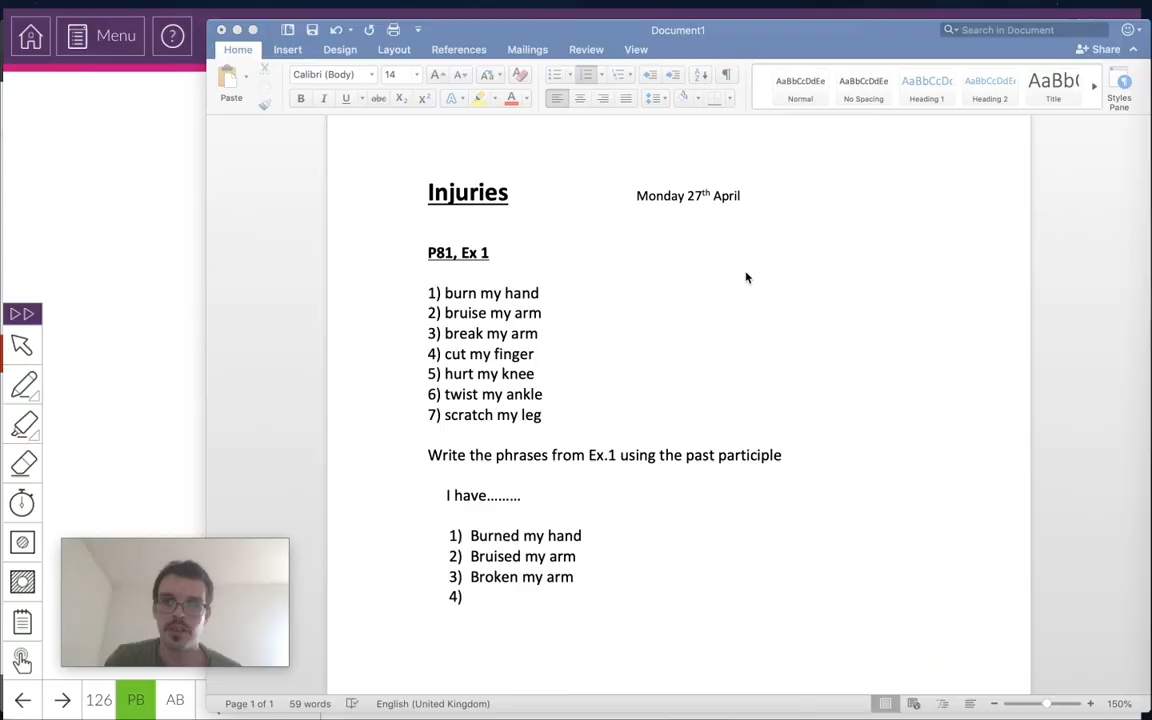 Menu
?
Document1
Search in Document
Home Insert Design Layout References Mailings Review View
Share
Paste
Calibri (Body) 14
AaBbCcDdEe AaBbCcDdEe AaBbCcDc AaBbCcDdEe AaBb(
Normal No Spacing Heading 1 Heading 2 Title
Styles
Pane
B I U abc X₂ X² A A
Injuries Monday 27th April
P81, Ex 1
1) burn my hand
2) bruise my arm
3) break my arm
4) cut my finger
5) hurt my knee
6) twist my ankle
7) scratch my leg
Write the phrases from Ex.1 using the past participle
I have.........
1) Burned my hand
2) Bruised my arm
3) Broken my arm
4)
126 PB AB
Page 1 of 1 59 words English (United Kingdom) 150%